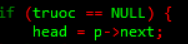 if (truoc == NULL) {
head = p->next;